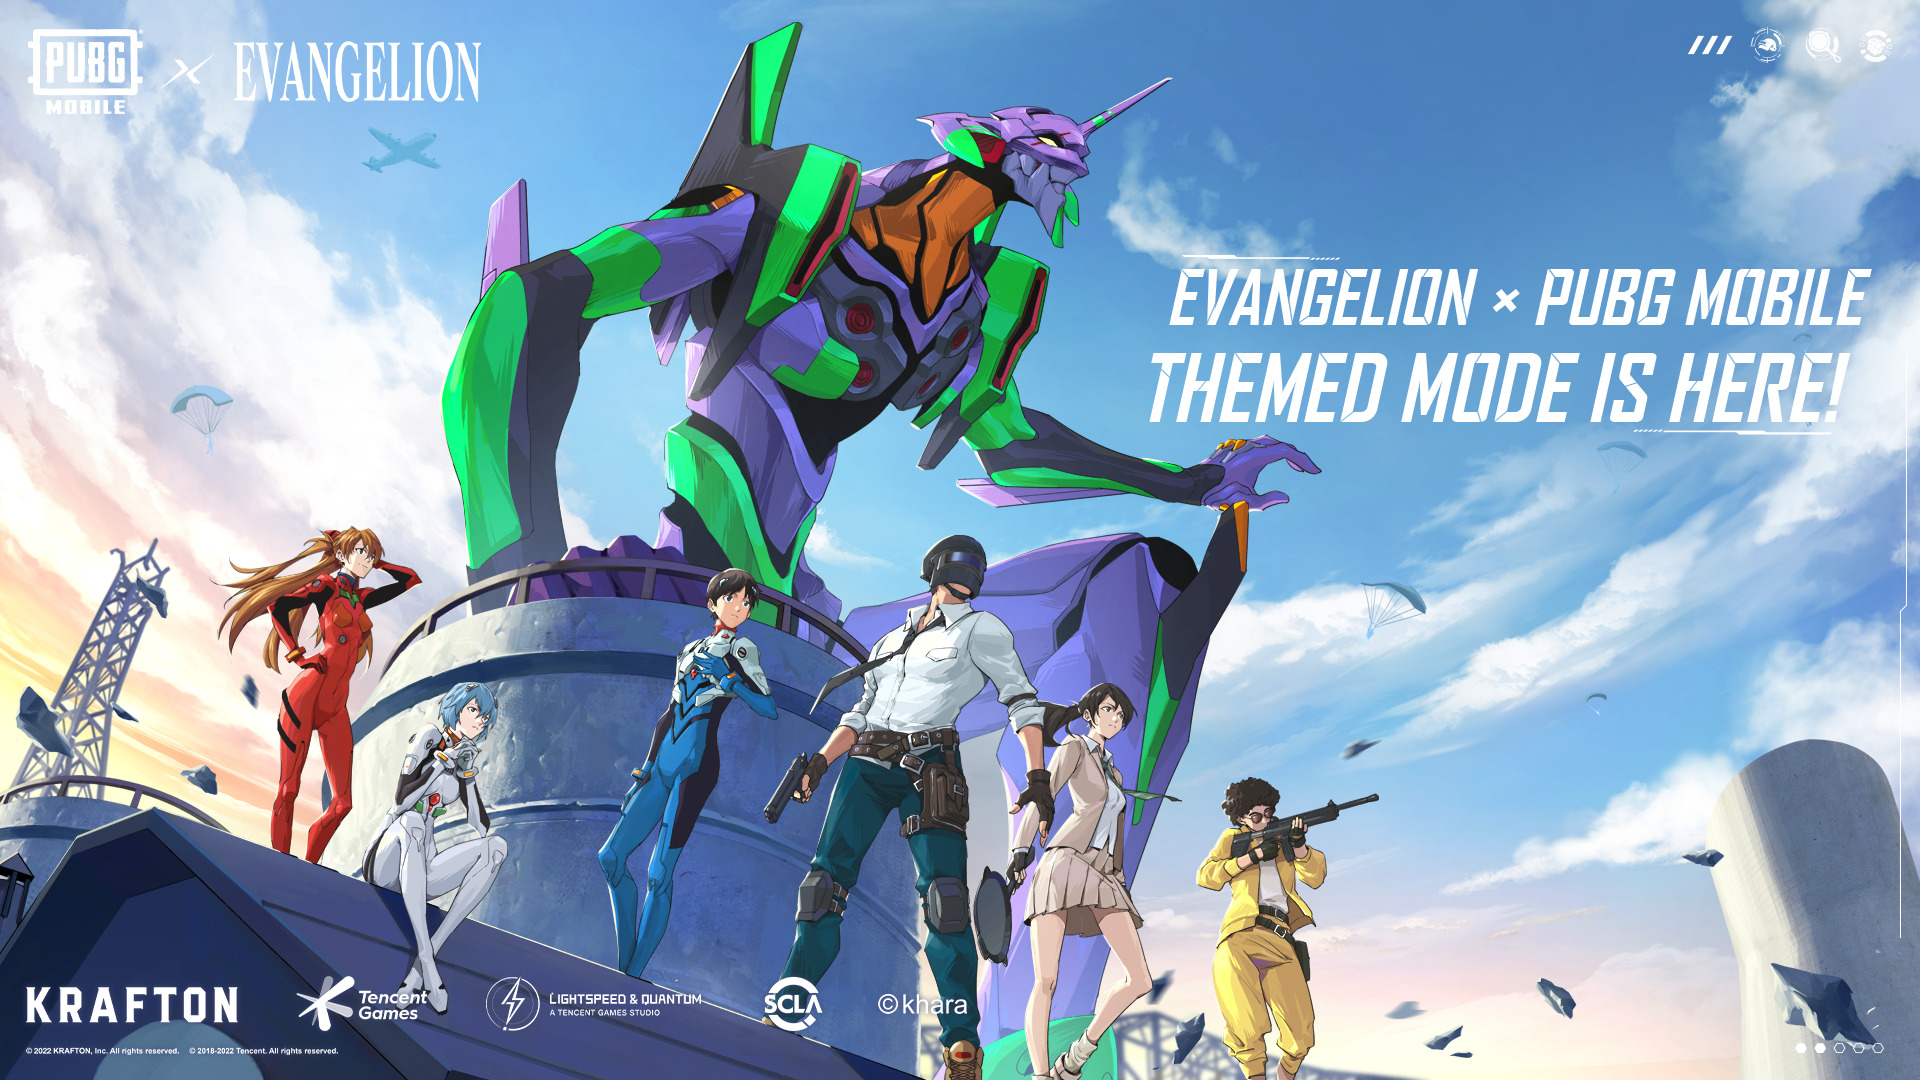 PUBG
MOBILE
× EVANGELION
EVANGELION × PUBG MOBILE
THEMED MODE IS HERE!
KRAFTON
Tencent
Games
LIGHTSPEED & QUANTUM
A TENCENT GAMES STUDIO
SCLA
©khara
© 2022 KRAFTON, Inc. All rights reserved. © 2018-2022 Tencent. All rights reserved.